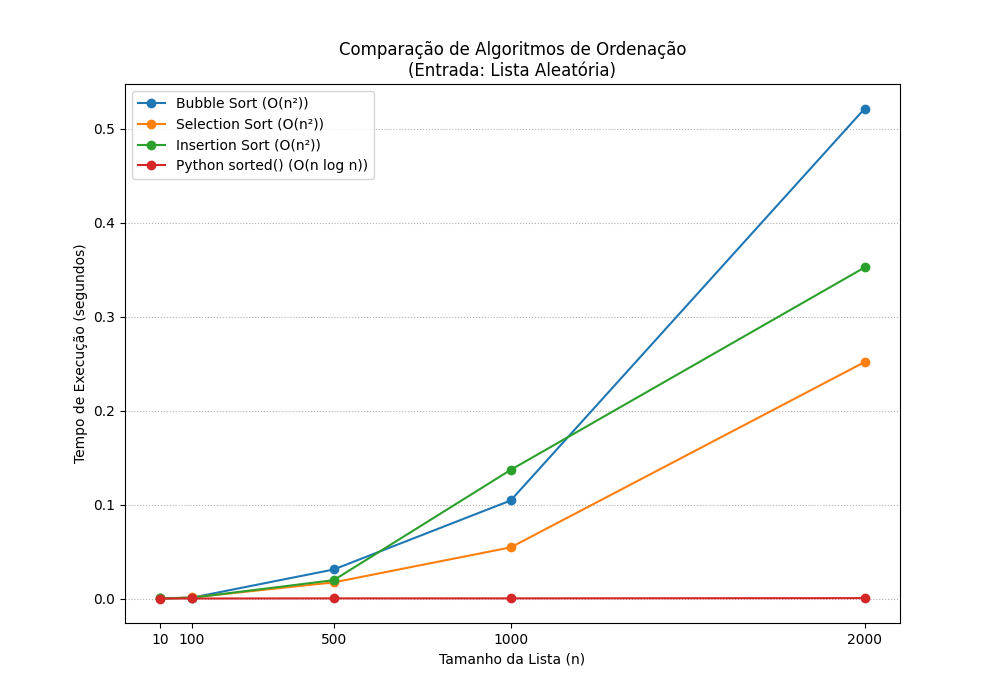 Comparação de Algoritmos de Ordenação
(Entrada: Lista Aleatória)
Bubble Sort (O(n²))
Selection Sort (O(n²))
Insertion Sort (O(n²))
Python sorted() (O(n log n))
Tempo de Execução (segundos)
0.5
0.4
0.3
0.2
0.1
0.0
10 100 500 1000 2000
Tamanho da Lista (n)